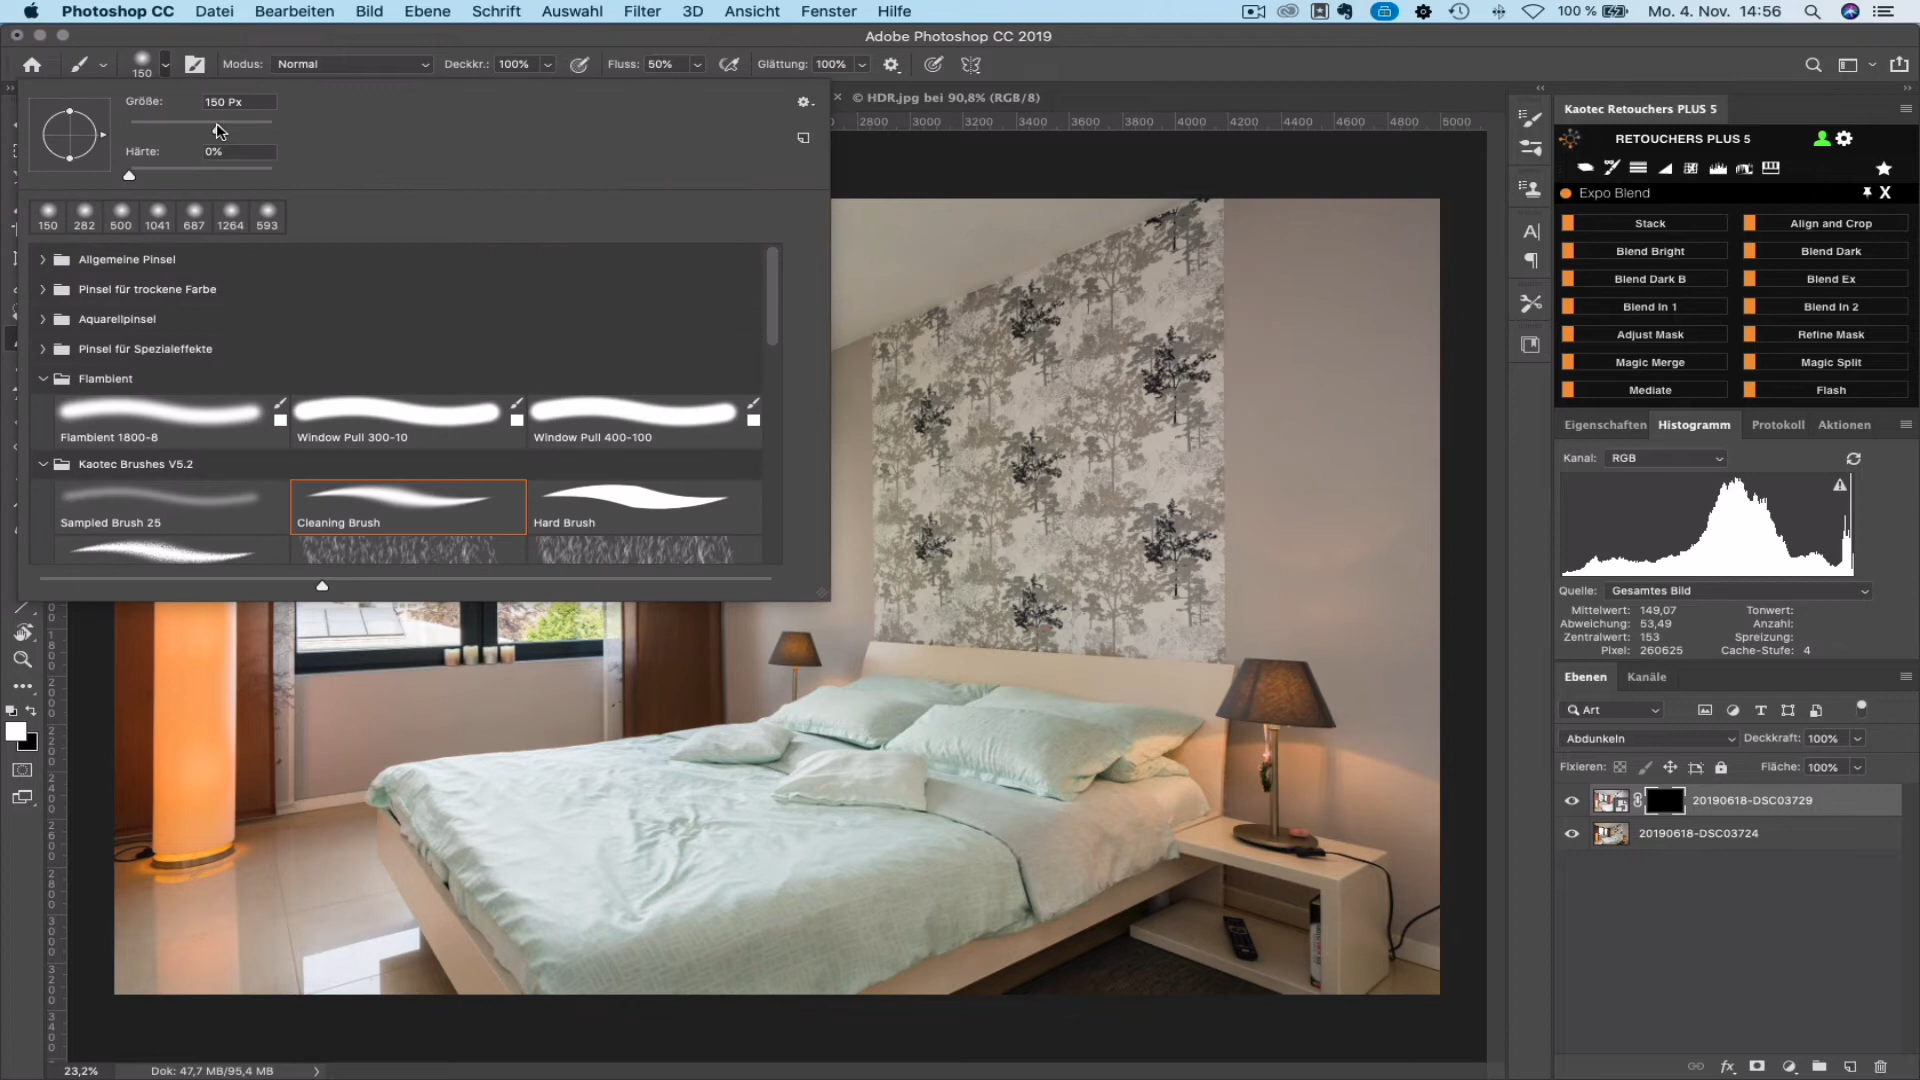 Photoshop CC Datei Bearbeiten Bild Ebene Schrift Auswahl Filter 3D Ansicht Fenster Hilfe 100 % Mo. 4. Nov. 14:56
Adobe Photoshop CC 2019
150 Modus: Normal Deckkr.: 100% Fluss: 50% Glättung: 100%
© HDR.jpg bei 90,8% (RGB/8)
2800 3000 3200 3400 3600 3800 4000 4200 4400 4600 4800 5000
Größe: 150 Px
Härte: 0%
150 282 500 1041 687 1264 593
Allgemeine Pinsel
Pinsel für trockene Farbe
Aquarellpinsel
Pinsel für Spezialeffekte
Flambient
Flambient 1800-8 Window Pull 300-10 Window Pull 400-100
Kaotec Brushes V5.2
Sampled Brush 25 Cleaning Brush Hard Brush
Kaotec Retouchers PLUS 5
RETOUCHERS PLUS 5
Expo Blend X
Stack Align and Crop
Blend Bright Blend Dark
Blend Dark B Blend Ex
Blend In 1 Blend In 2
Adjust Mask Refine Mask
Magic Merge Magic Split
Mediate Flash
Eigenschaften Histogramm Protokoll Aktionen
Kanal: RGB
Quelle: Gesamtes Bild
Mittelwert: 149,07 Tonwert:
Abweichung: 53,49 Anzahl:
Zentralwert: 153 Spreizung:
Pixel: 260625 Cache-Stufe: 4
Ebenen Kanäle
Art
Abdunkeln Deckkraft: 100%
Fixieren: Fläche: 100%
20190618-DSC03729
20190618-DSC03724
23,2% Dok: 47,7 MB/95,4 MB